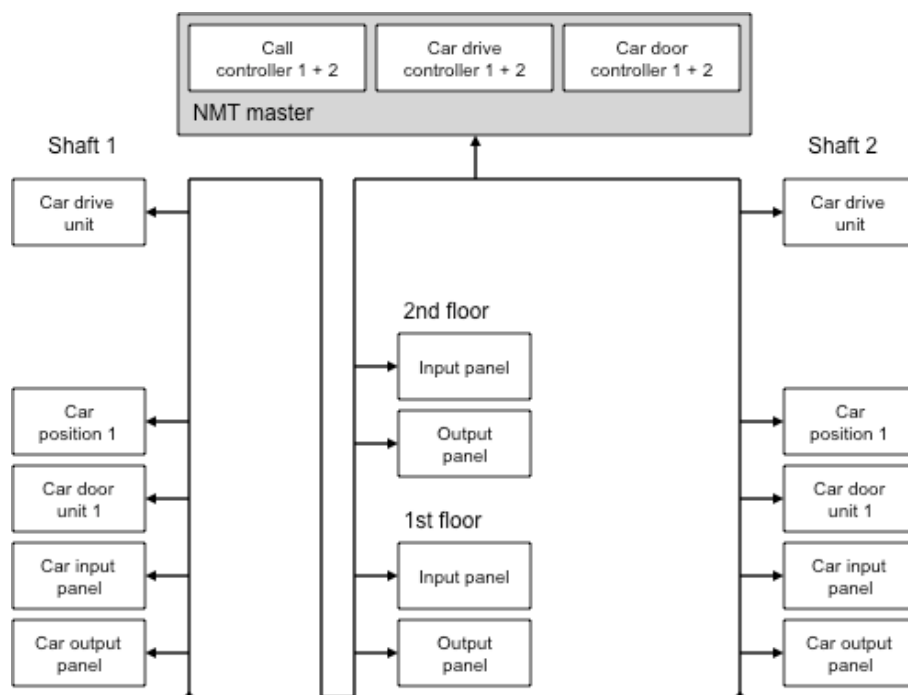 Call
controller 1 + 2
Car drive
controller 1 + 2
Car door
controller 1 + 2
NMT master
Shaft 1
Shaft 2
Car drive
unit
Car drive
unit
2nd floor
Input panel
Output
panel
Car
position 1
Car
position 1
Car door
unit 1
Car door
unit 1
1st floor
Input panel
Output
panel
Car input
panel
Car input
panel
Car output
panel
Car output
panel